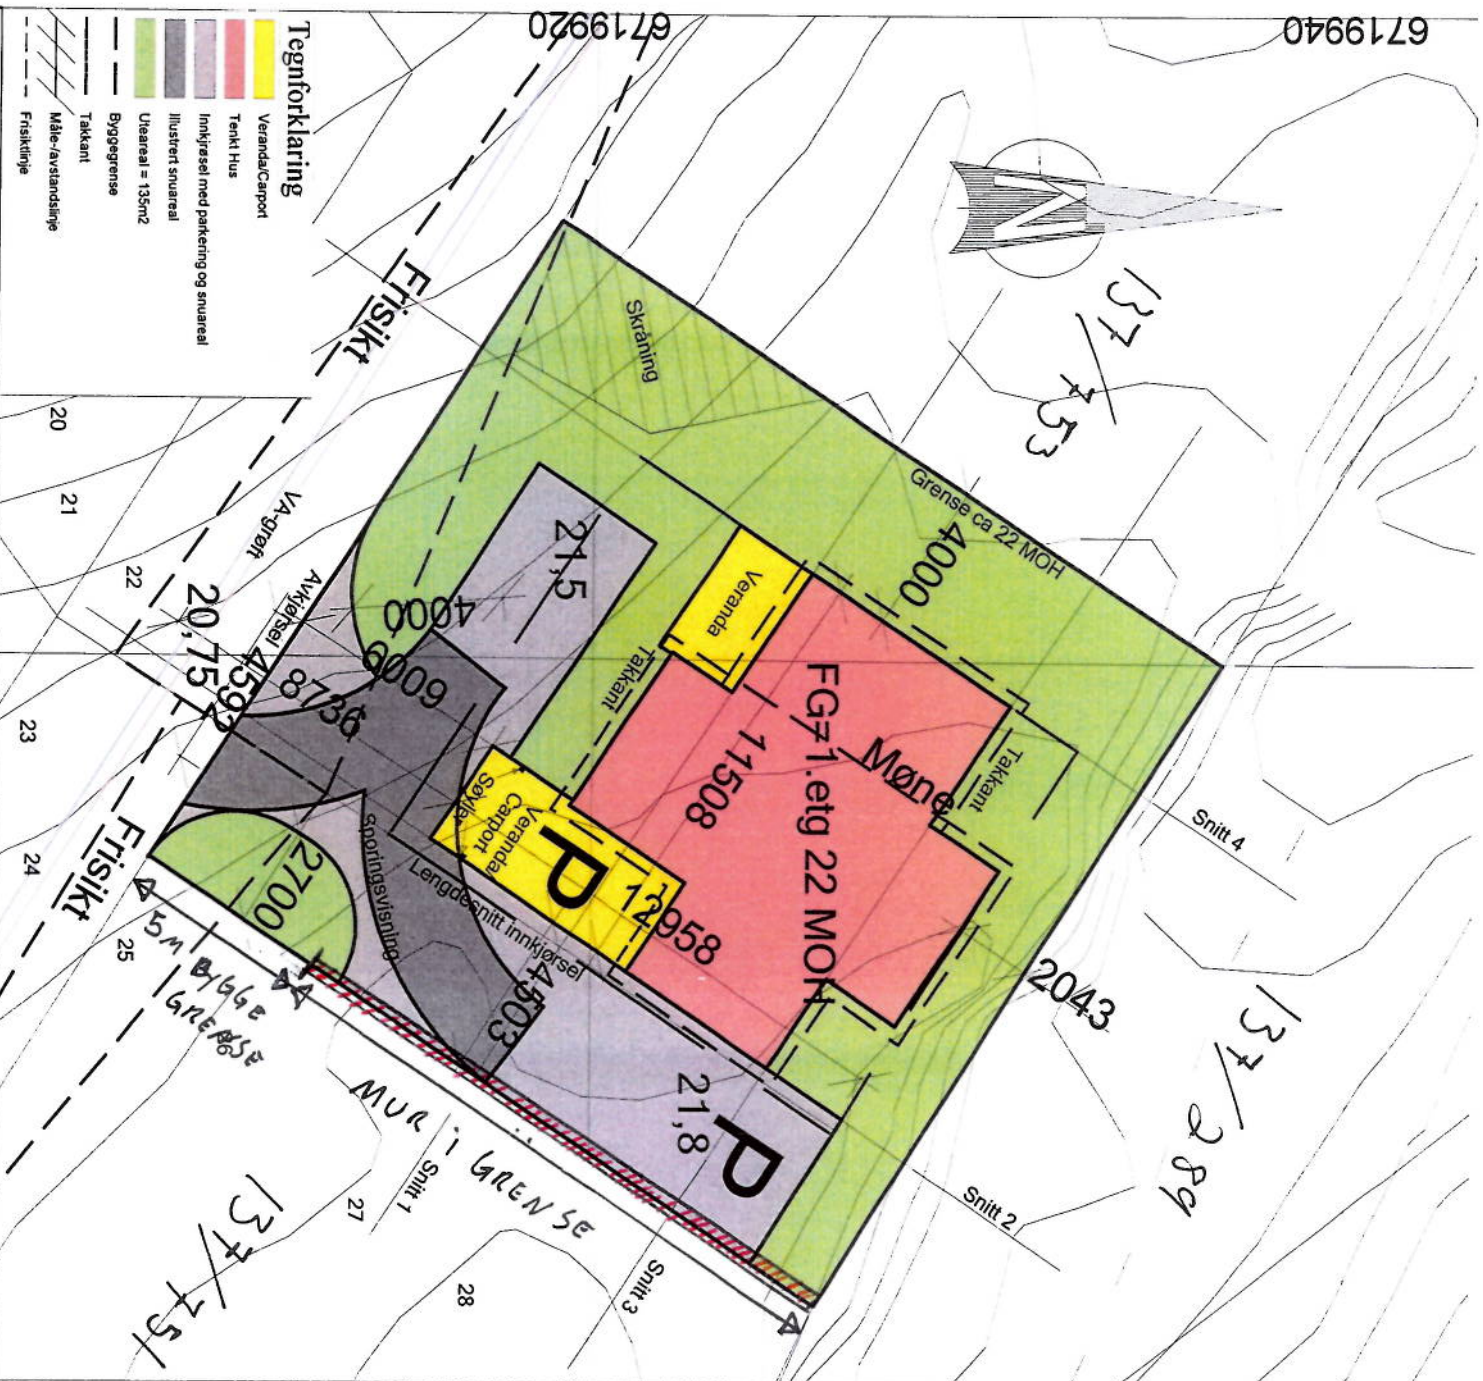 6719920
6719940
Tegnforklaring
Veranda/Carport
Tenkt Hus
Innkjøsel med parkering og snuareal
Illustrert snuareal
Uteareal = 135m2
Byggegrense
Takkant
Måle-/avstandslinje
Frisiktlinje
Frisikt
Skråning
137/753
Grense ca 22 MOH
4000
Veranda
Takkant
21,5
VA-grøft
Avkjørsel
4592
20,757
8736
6009
4000
FG=1.etg 22 MOH
11508
Møne
Takkant
Snitt 4
2043
137/289
Søyler
Veranda/
Carport
P
12958
Lengdesnitt innkjørsel
Sporingsvisning
4503
2700
Frisikt
5M BYGGE
GRENSE
MUR i GRENSE
21,8
P
Snitt 2
Snitt 1
Snitt 3
137/751
20
21
22
23
24
25
27
28